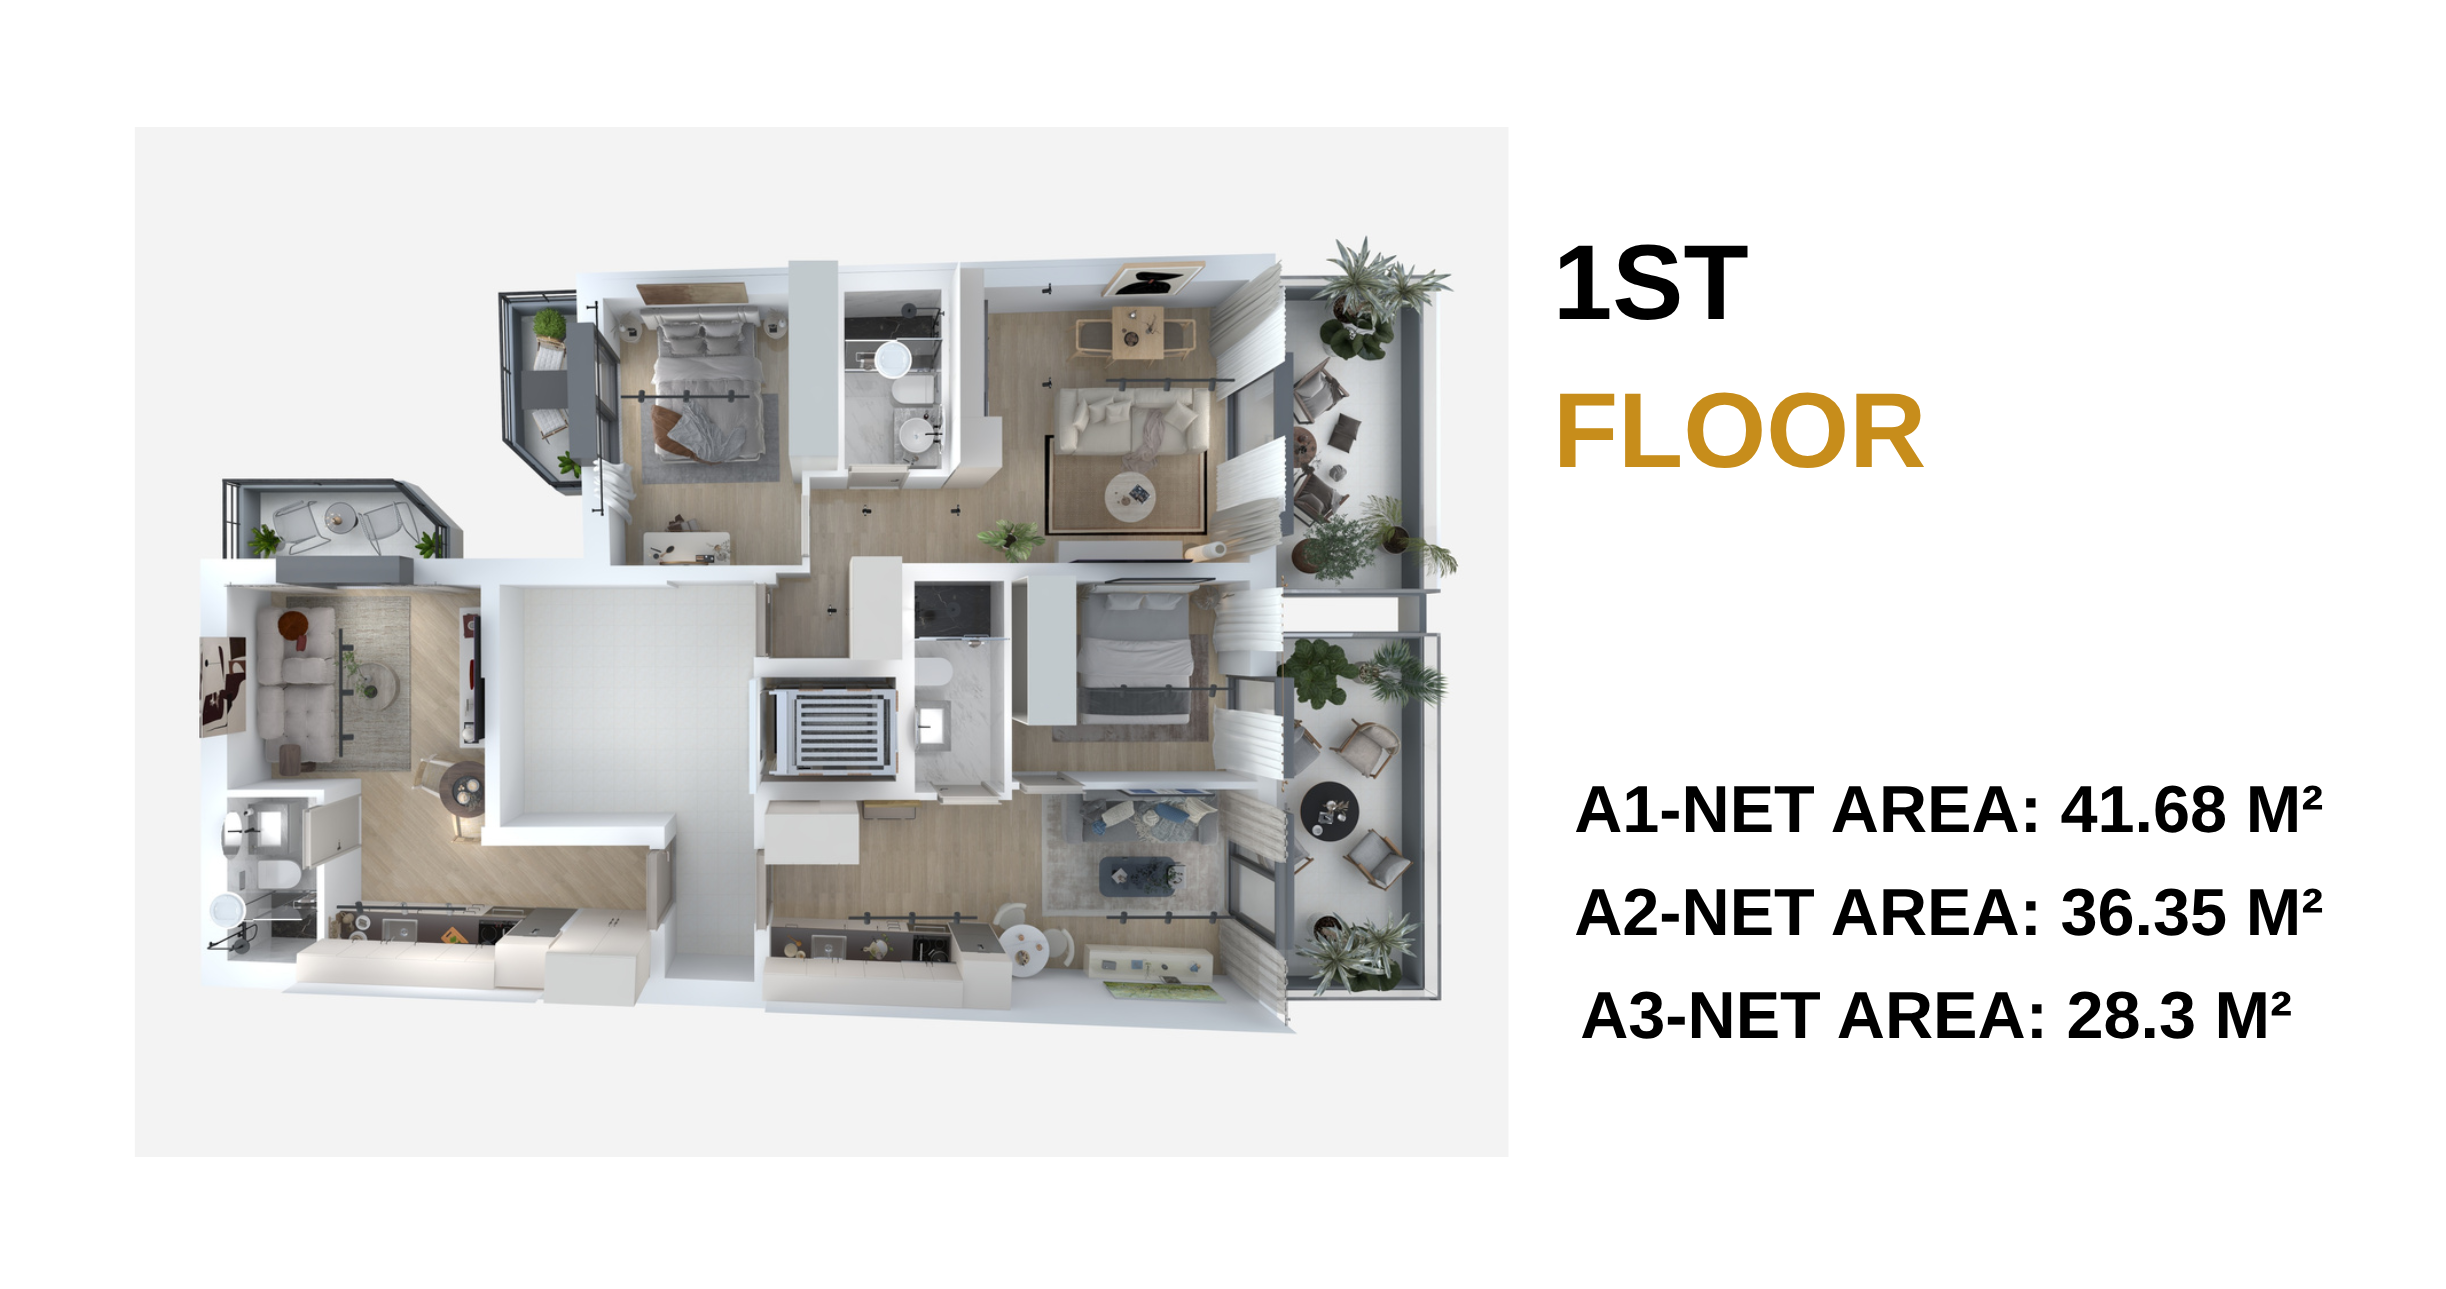 1ST
FLOOR
A1-NET AREA: 41.68 M²
A2-NET AREA: 36.35 M²
A3-NET AREA: 28.3 M²